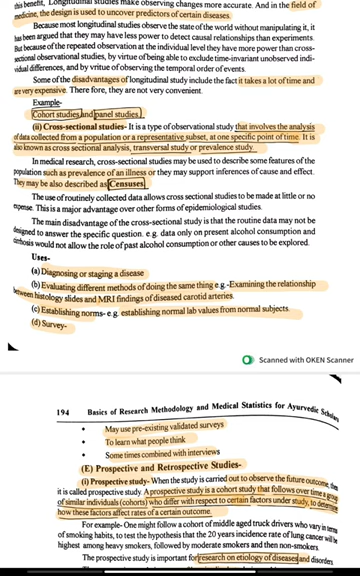 this benefit, Longitudinal studies make observing changes more accurate. And in the field of
medicine, the design is used to uncover predictors of certain diseases.
Because most longitudinal studies observe the state of the world without manipulating it, it
has been argued that they may have less power to detect causal relationships than experiments.
But because of the repeated observation at the individual level they have more power than cross-
sectional observational studies, by virtue of being able to exclude time-invariant unobserved indi-
vidual differences, and by vritue of observing the temporal order of events.
Some of the disadvantages of longitudinal study include the fact it takes a lot of time and
are very expensive. There fore, they are not very convenient.
Example-
Cohort studies and panel studies.
(ii) Cross-sectional studies- It is a type of observational study that involves the analysis
of data collected from a population or a representative subset, at one specific point of time. It is
also known as cross sectional analysis, transversal study or prevalence study.
In medical research, cross-sectional studies may be used to describe some features of the
population such as prevalence of an illness or they may support inferences of cause and effect.
They may be also described as Censuses.
The use of routinely collected data allows cross sectional studies to be made at little or no
expense. This is a major advantage over other forms of epidemiological studies.
The main disadvantage of the cross-sectional study is that the routine data may not be
designed to answer the specific question. e.g. data only on present alcohol consumption and
cirrhosis would not allow the role of past alcohol consumption or other causes to be explored.
Uses-
(a) Diagnosing or staging a disease
(b) Evaluating different methods of doing the same thing e.g.-Examining the relationship
between histology slides and MRI findings of diseased carotid arteries.
(c) Establishing norms- e.g. establishing normal lab values from normal subjects.
(d) Survey-
Scanned with OKEN Scanner
194 Basics of Research Methodology and Medical Statistics for Ayurvedic Scholars
• May use pre-existing validated surveys
• To learn what people think
• Some times combined with interviews
(E) Prospective and Retrospective Studies-
(i) Prospective study- When the study is carried out to observe the future outcome, then
it is called prospective study. A prospective study is a cohort study that follows over time a group
of similar individuals (cohorts) who differ with respect to certain factors under study, to determine
how these factors affect rates of a certain outcome.
For example- One might follow a cohort of middle aged truck drivers who vary in terms
of smoking habits, to test the hypothesis that the 20 years incidence rate of lung cancer will be
highest among heavy smokers, followed by moderate smokers and then non-smokers.
The prospective study is important for research on etiology of diseases and disorders.